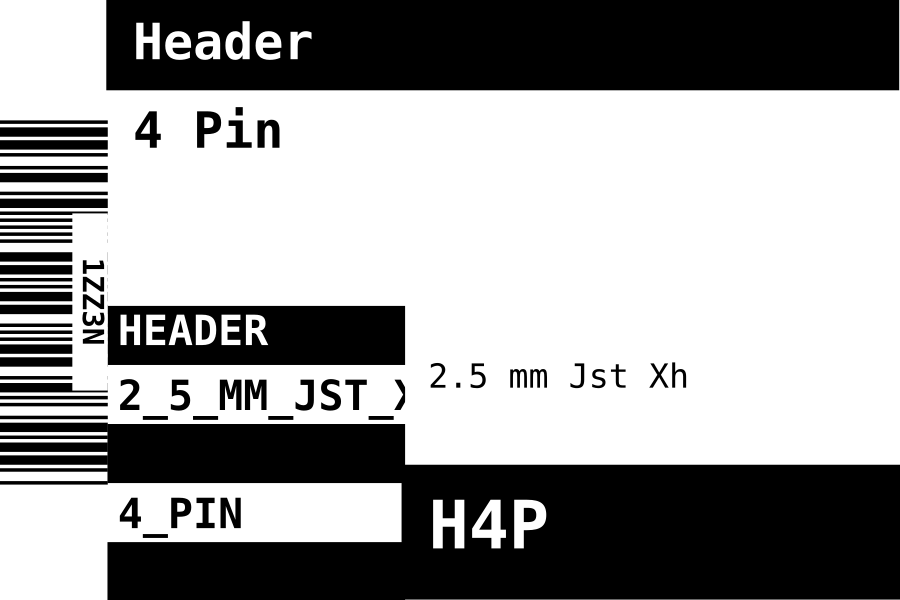 Header
4 Pin
1ZZ3N
HEADER
2_5_MM_JST_X
2.5 mm Jst Xh
4_PIN
H4P